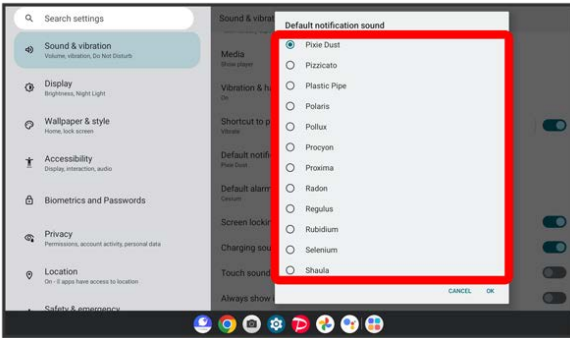 Search settings
Sound & vibration
Volume, vibration, Do Not Disturb
Display
Brightness, Night Light
Wallpaper & style
Home, lock screen
Accessibility
Display, interaction, audio
Biometrics and Passwords
Privacy
Permissions, account activity, personal data
Location
On - 8 apps have access to location
Safety & emergency
Sound & vibrat
Media
Show player
Vibration & h
On
Shortcut to p
Vibrate
Default notifi
Pixie Dust
Default alarm
Cesium
Screen lockin
Charging sou
Touch sound
Always show
Default notification sound
Pixie Dust
Pizzicato
Plastic Pipe
Polaris
Pollux
Procyon
Proxima
Radon
Regulus
Rubidium
Selenium
Shaula
CANCEL OK